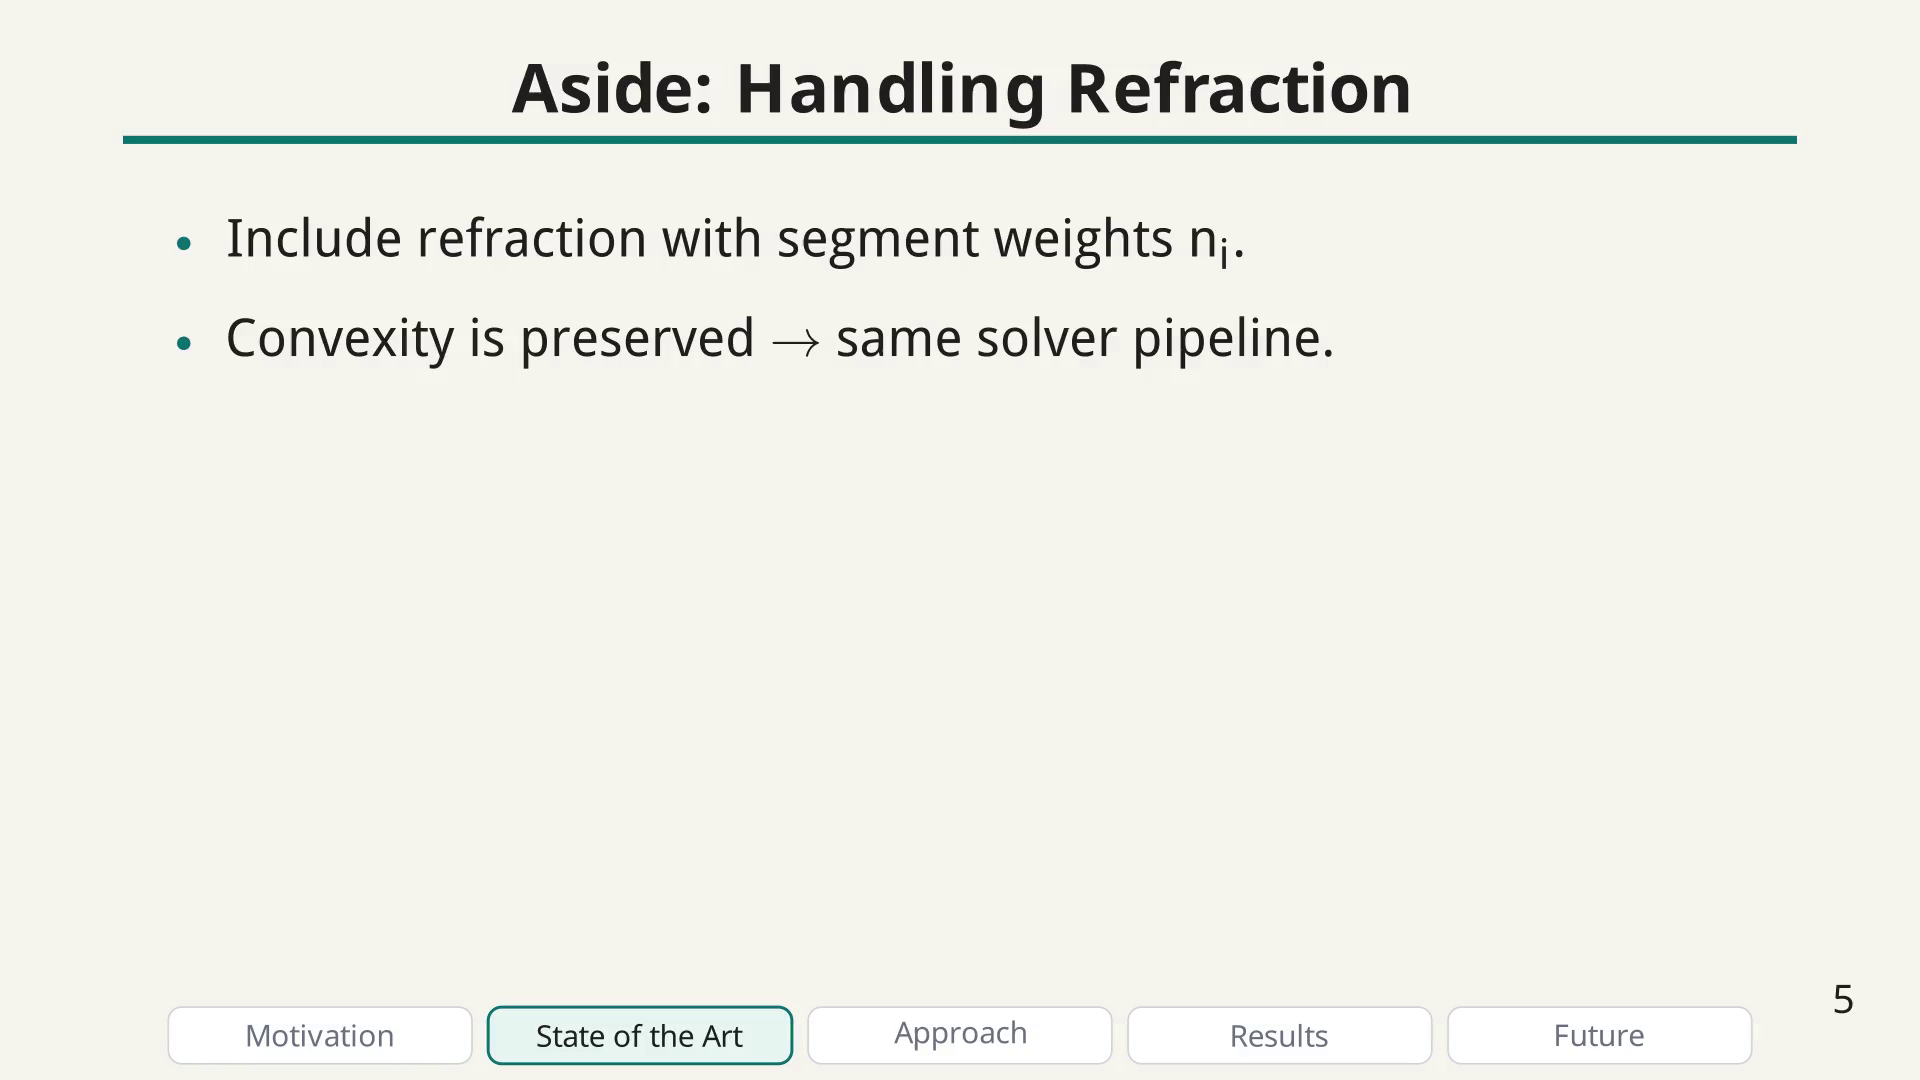 Aside: Handling Refraction
• Include refraction with segment weights nᵢ.
• Convexity is preserved → same solver pipeline.
5
Motivation
State of the Art
Approach
Results
Future